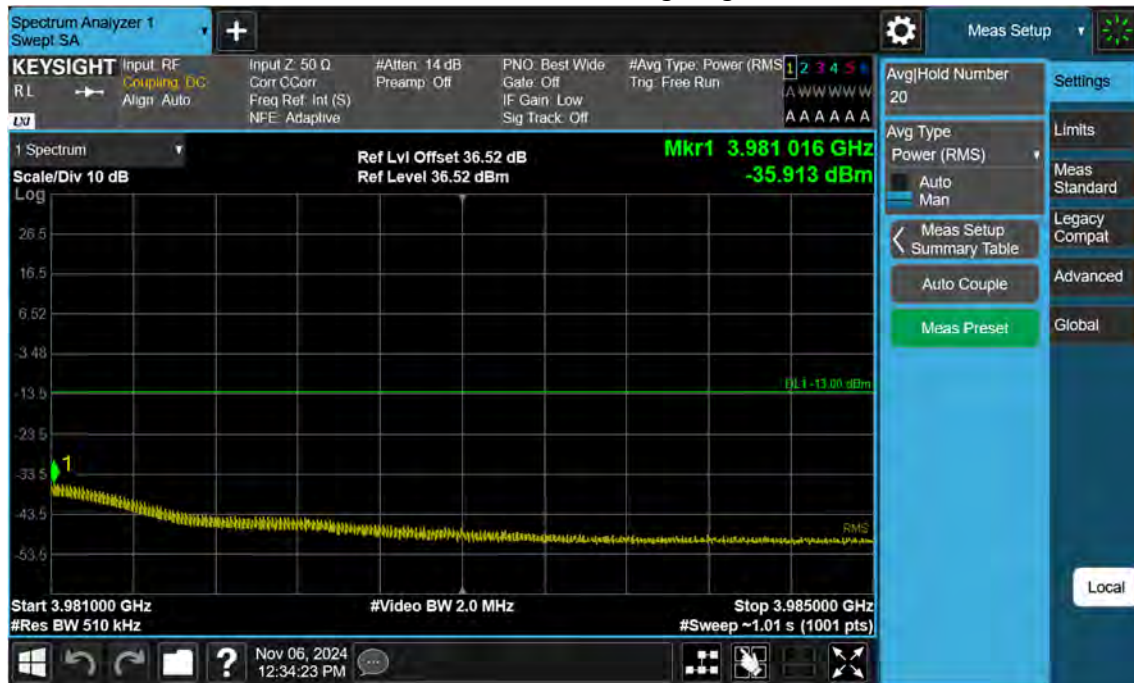 Spectrum Analyzer 1
Swept SA
+
Meas Setup
KEYSIGHT
RL
LXI
Input: RF
Coupling: DC
Align: Auto
Input Z: 50 Ω
Corr CCorr
Freq Ref: Int (S)
NFE: Adaptive
#Atten: 14 dB
Preamp: Off
PNO: Best Wide
Gate: Off
IF Gain: Low
Sig Track: Off
#Avg Type: Power (RMS)
Trig: Free Run
1 2 3 4 5 6
A W W W W W
A A A A A A
1 Spectrum
Scale/Div 10 dB
Log
Ref Lvl Offset 36.52 dB
Ref Level 36.52 dBm
Mkr1 3.981 016 GHz
-35.913 dBm
26.5
16.5
6.52
-3.48
-13.5
-23.5
-33.5
-43.5
-53.5
DL1 -13.00 dBm
1
RMS
Start 3.981000 GHz
#Res BW 510 kHz
#Video BW 2.0 MHz
Stop 3.985000 GHz
#Sweep ~1.01 s (1001 pts)
Avg|Hold Number
20
Avg Type
Power (RMS)
Auto
Man
Meas Setup
Summary Table
Auto Couple
Meas Preset
Settings
Limits
Meas
Standard
Legacy
Compat
Advanced
Global
Local
?
Nov 06, 2024
12:34:23 PM